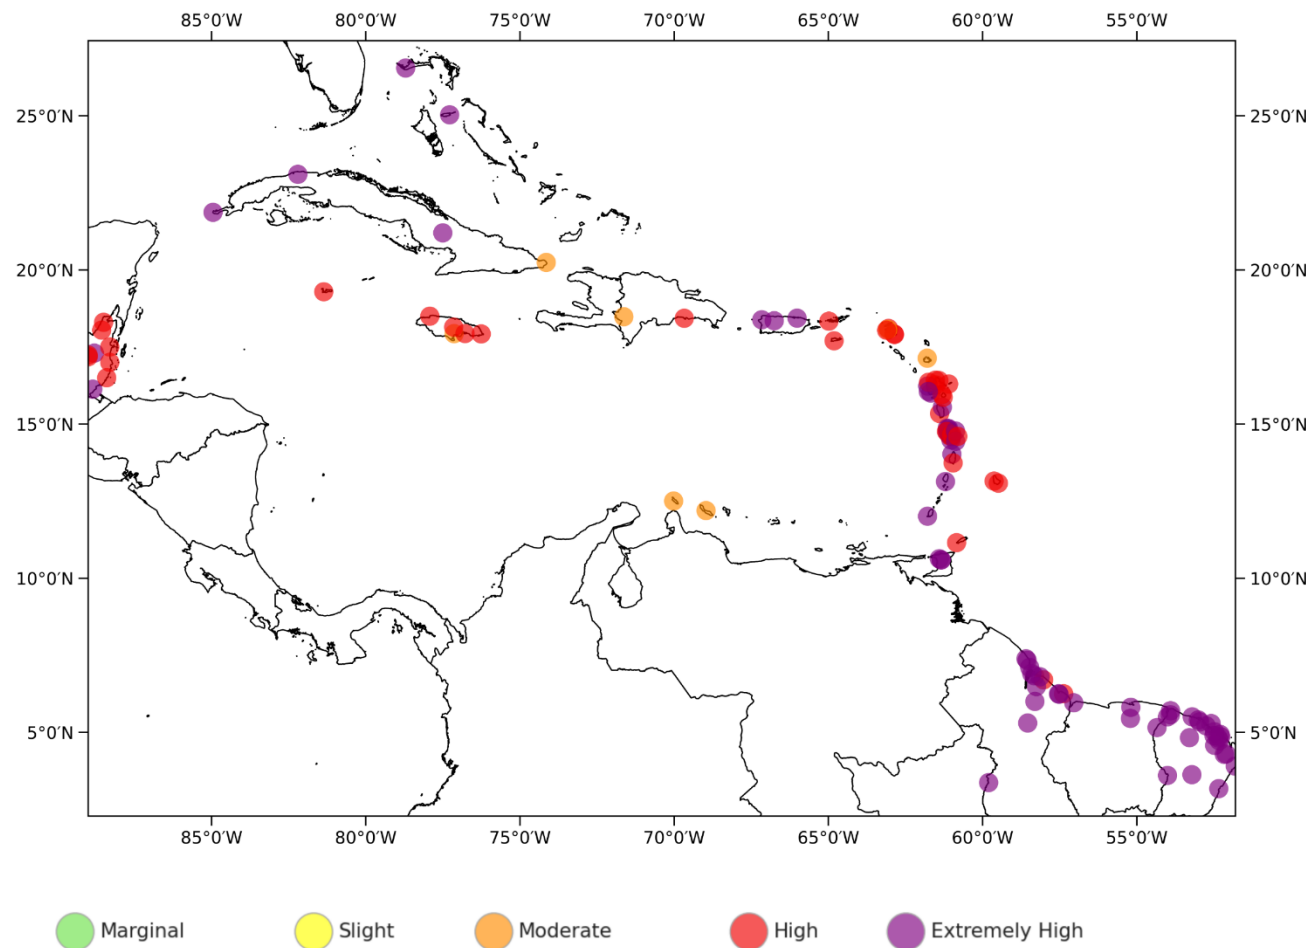 85°0′W 80°0′W 75°0′W 70°0′W 65°0′W 60°0′W 55°0′W
25°0′N 25°0′N
20°0′N 20°0′N
15°0′N 15°0′N
10°0′N 10°0′N
5°0′N 5°0′N
85°0′W 80°0′W 75°0′W 70°0′W 65°0′W 60°0′W 55°0′W
Marginal Slight Moderate High Extremely High